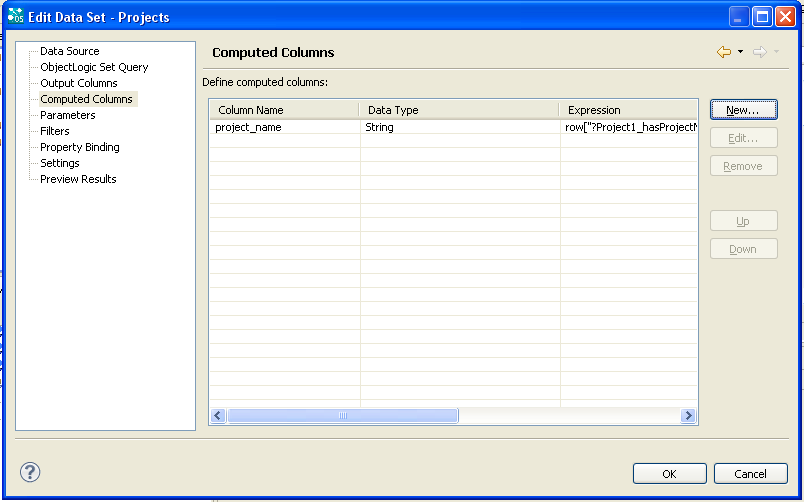 Edit Data Set - Projects
Data Source
ObjectLogic Set Query
Output Columns
Computed Columns
Parameters
Filters
Property Binding
Settings
Preview Results
Computed Columns
Define computed columns:
Column Name Data Type Expression
project_name String row["?Project1_hasProject
New...
Edit...
Remove
Up
Down
OK Cancel